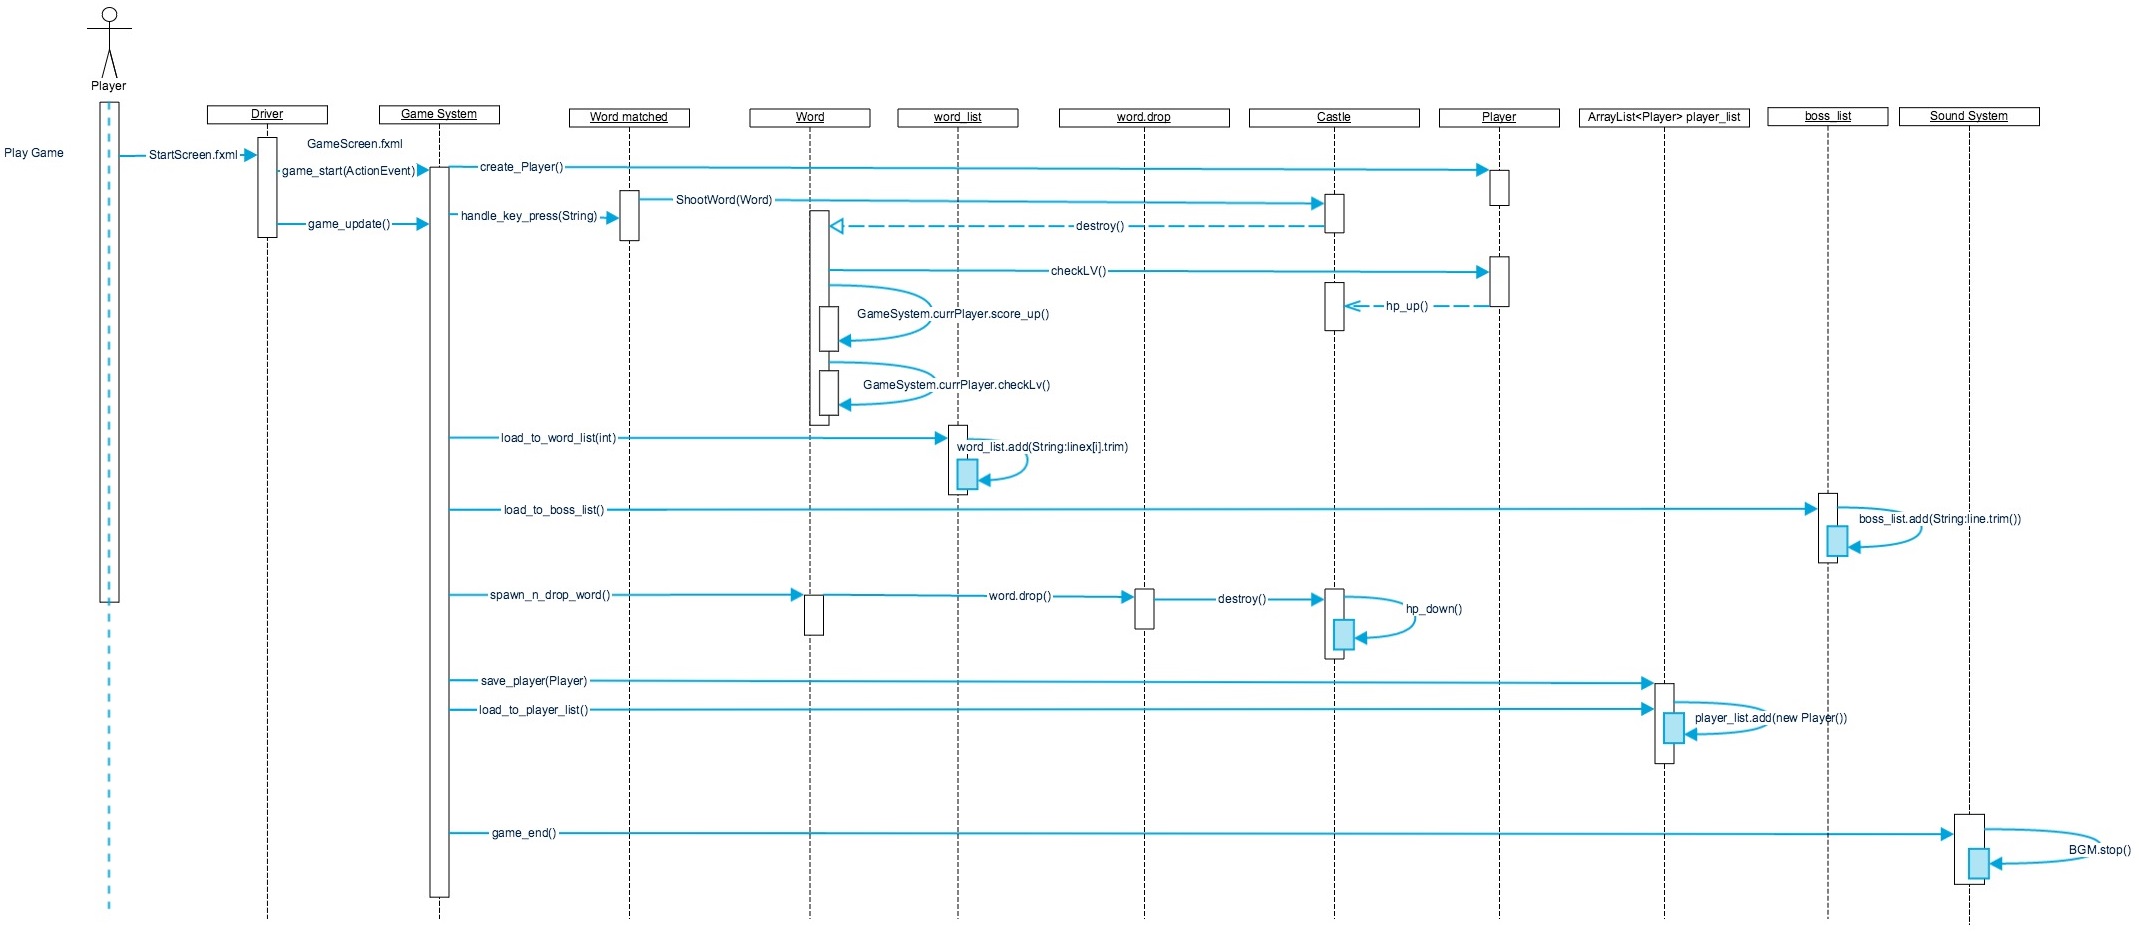 Player
Driver
Game System
Word matched
Word
word_list
word.drop
Castle
Player
ArrayList<Player> player_list
boss_list
Sound System
Play Game
StartScreen.fxml
GameScreen.fxml
game_start(ActionEvent)
create_Player()
ShootWord(Word)
handle_key_press(String)
game_update()
destroy()
checkLV()
hp_up()
GameSystem.currPlayer.score_up()
GameSystem.currPlayer.checkLv()
load_to_word_list(int)
word_list.add(String:linex[i].trim)
load_to_boss_list()
boss_list.add(String:line.trim())
spawn_n_drop_word()
word.drop()
destroy()
hp_down()
save_player(Player)
load_to_player_list()
player_list.add(new Player())
game_end()
BGM.stop()